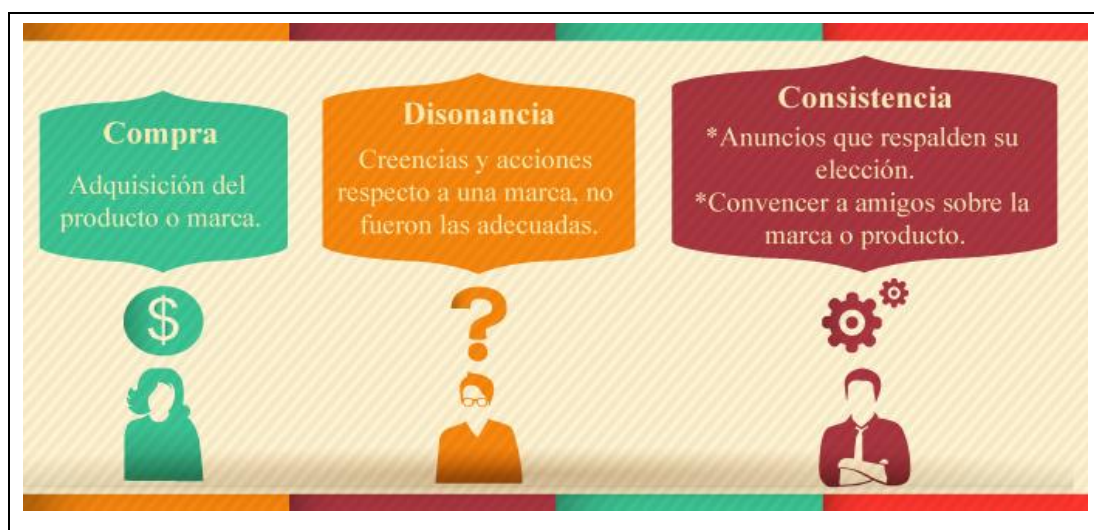 Compra
Adquisición del
producto o marca.
$
Disonancia
Creencias y acciones
respecto a una marca, no
fueron las adecuadas.
?
Consistencia
*Anuncios que respalden su
elección.
*Convencer a amigos sobre la
marca o producto.